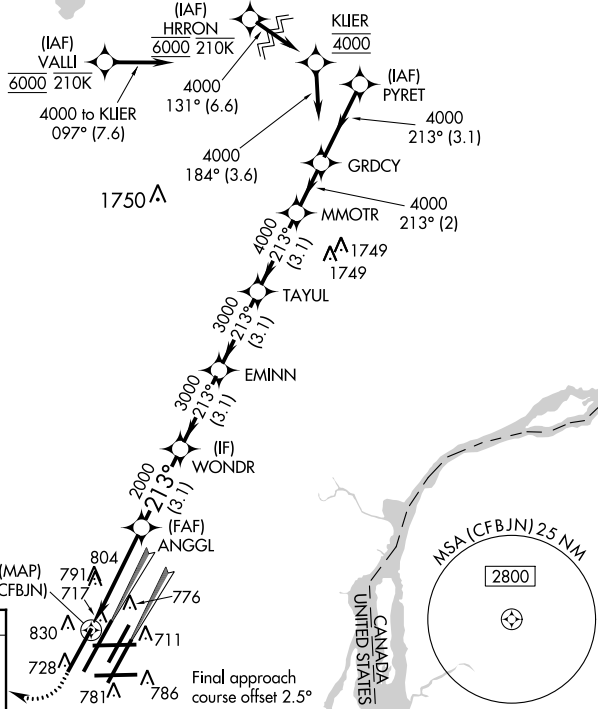 (IAF)
HRRON
6000 210K
(IAF)
VALLI
6000 210K
KLIER
4000
(IAF)
PYRET
4000 to KLIER
097° (7.6)
4000
131° (6.6)
4000
213° (3.1)
4000
184° (3.6)
GRDCY
4000
213° (2)
1750
MMOTR
4000
213°
(3.1)
1749
1749
TAYUL
3000
213°
(3.1)
EMINN
3000
213°
(3.1)
(IF)
WONDR
2000
213°
(3.1)
(FAF)
ANGGL
804
791
717
(MAP)
CFBJN)
776
830
711
728
781
786
Final approach
course offset 2.5°
CANADA
UNITED STATES
MSA (CFBJN) 25 NM
2800